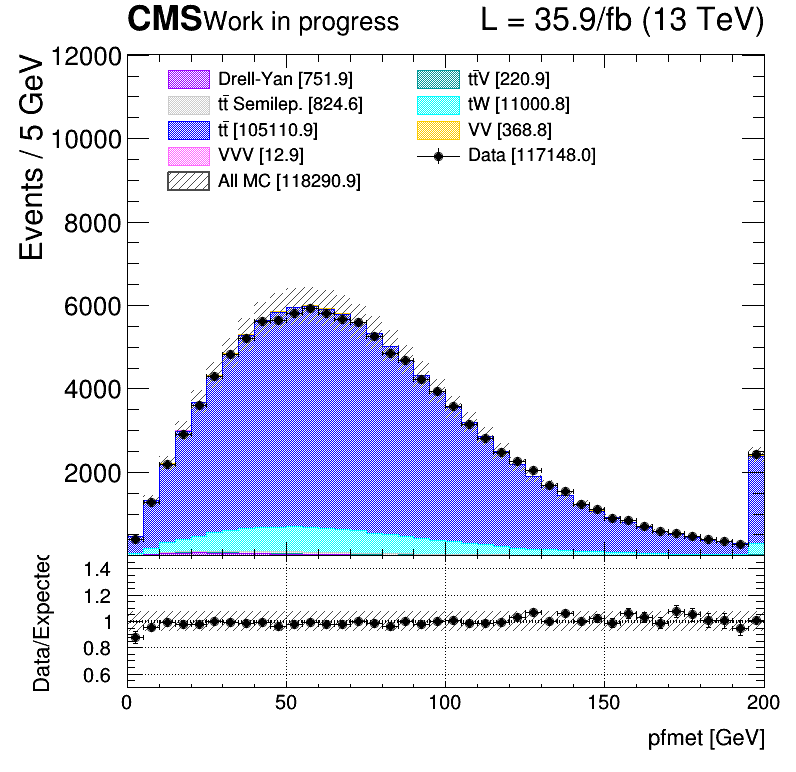 CMS Work in progress L = 35.9/fb (13 TeV)
Events / 5 GeV
12000
10000
8000
6000
4000
2000
Drell-Yan [751.9]
tt̄ Semilep. [824.6]
tt̄ [105110.9]
VVV [12.9]
All MC [118290.9]
tt̄V [220.9]
tW [11000.8]
VV [368.8]
Data [117148.0]
Data/Expected
1.4
1.2
1
0.8
0.6
0 50 100 150 200
pfmet [GeV]